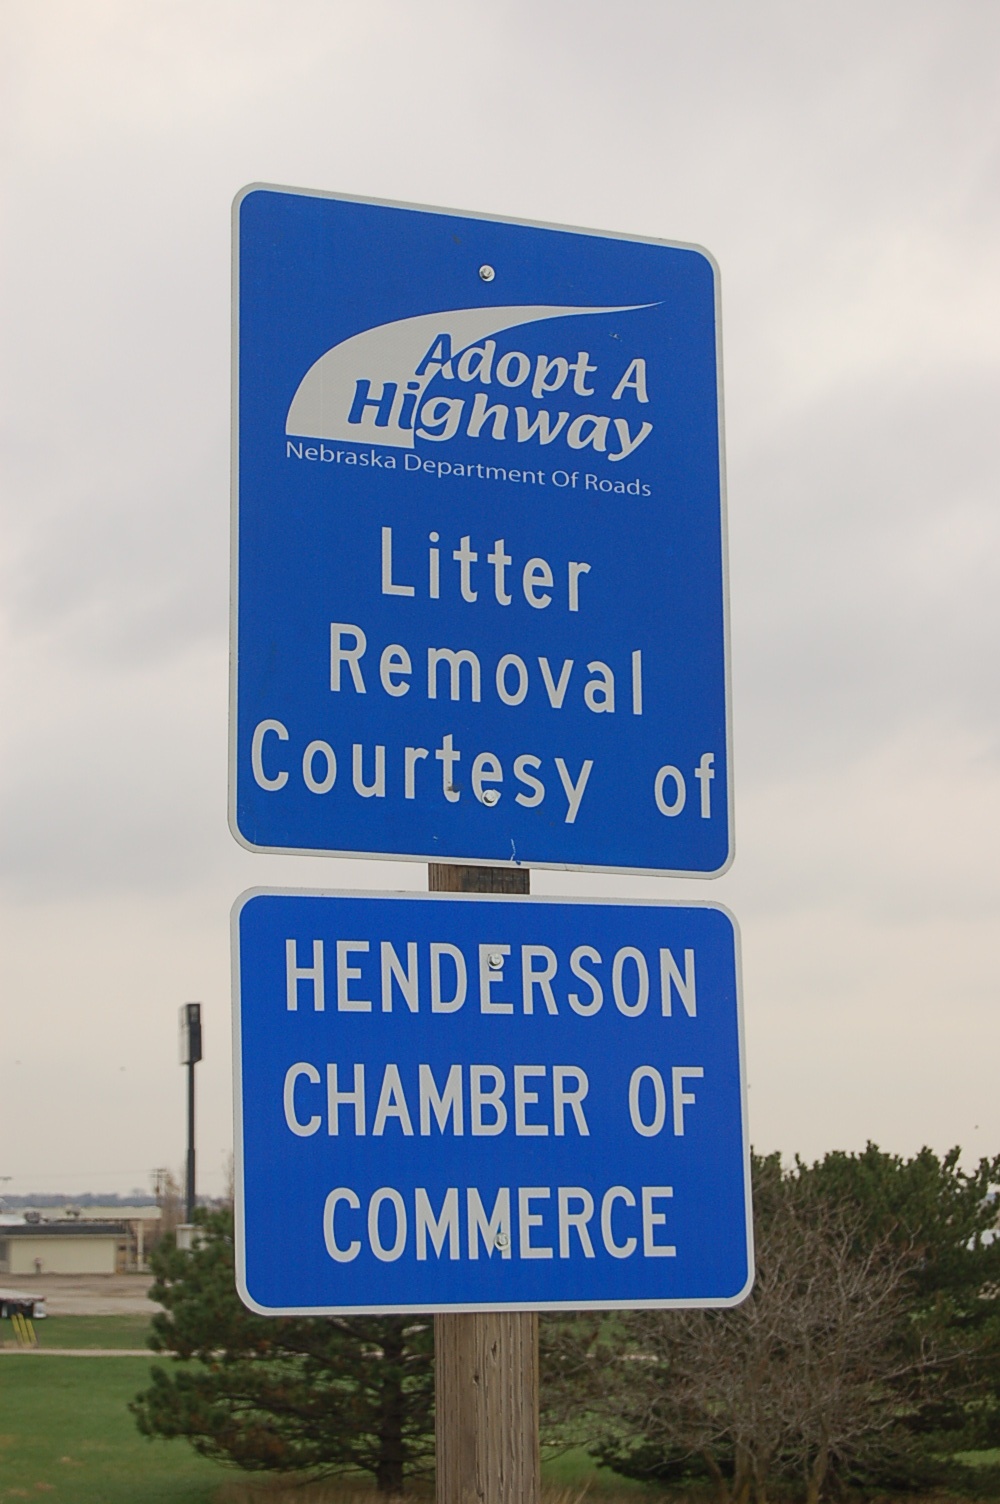 Adopt A
Highway
Nebraska Department Of Roads
Litter
Removal
Courtesy of
HENDERSON
CHAMBER OF
COMMERCE